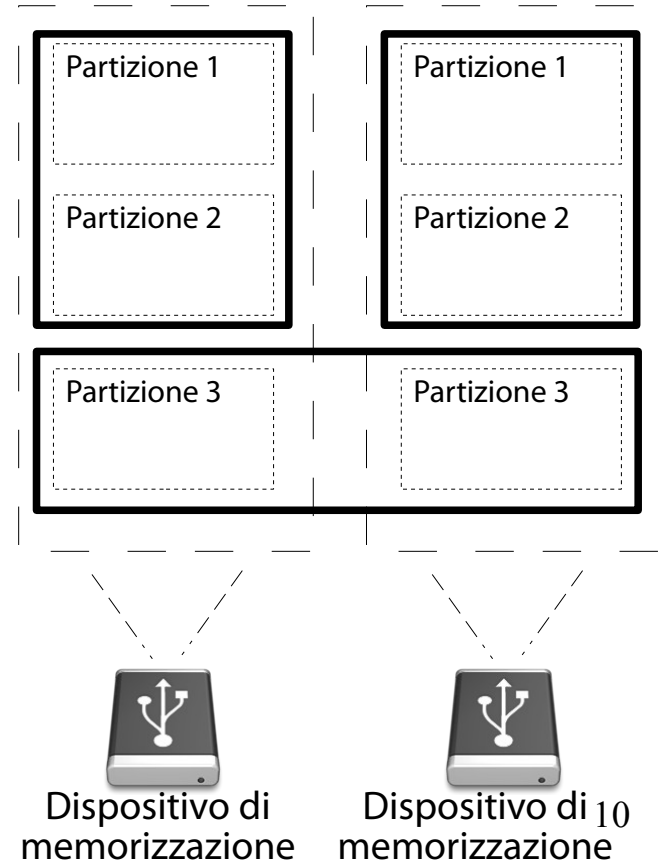 Partizione 1
Partizione 1
Partizione 2
Partizione 2
Partizione 3
Partizione 3
Dispositivo di
memorizzazione
Dispositivo di
memorizzazione
10